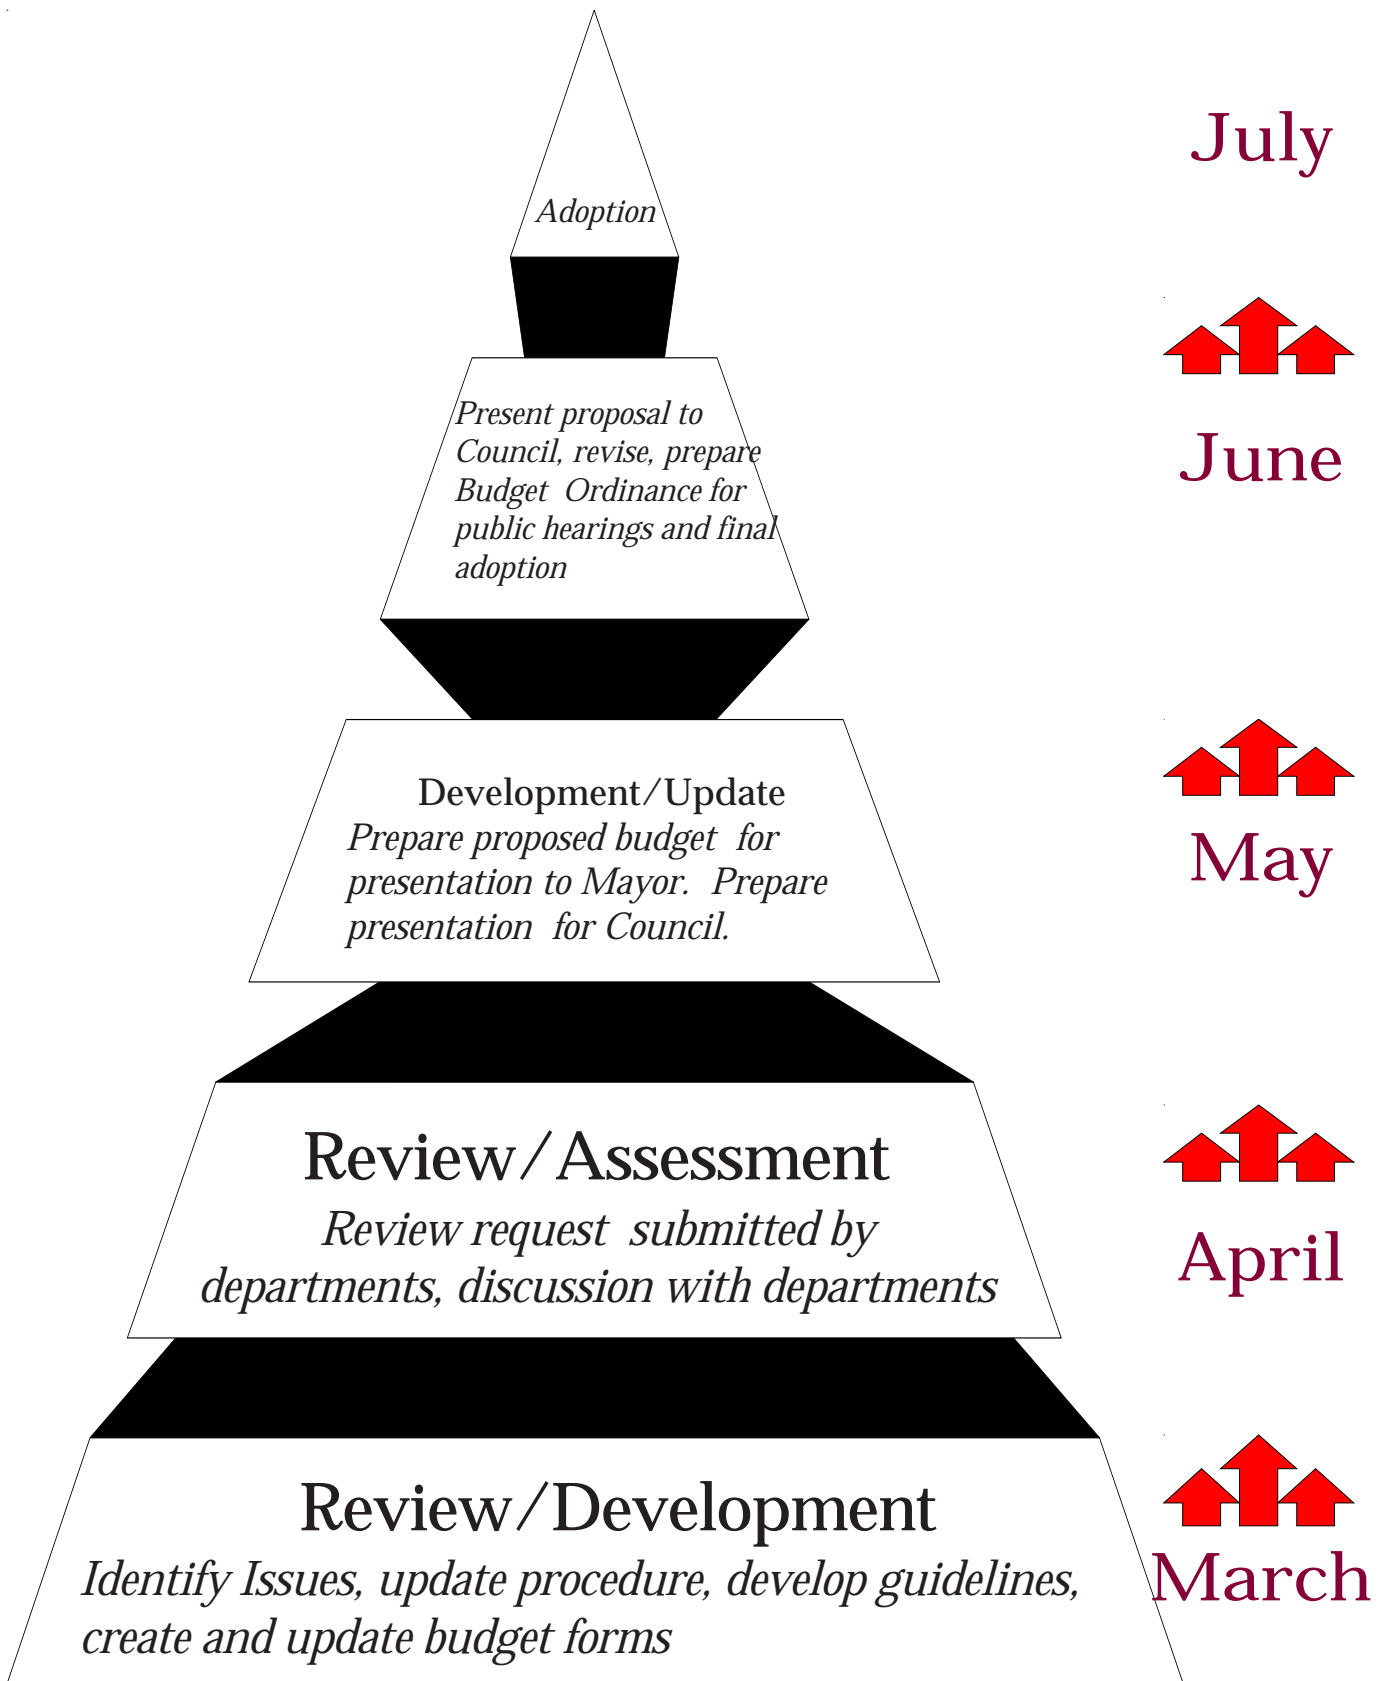 July
Adoption
Present proposal to
Council, revise, prepare
Budget Ordinance for
public hearings and final
adoption
June
Development/Update
Prepare proposed budget for
presentation to Mayor. Prepare
presentation for Council.
May
Review/Assessment
Review request submitted by
departments, discussion with departments
April
Review/Development
Identify Issues, update procedure, develop guidelines,
create and update budget forms
March